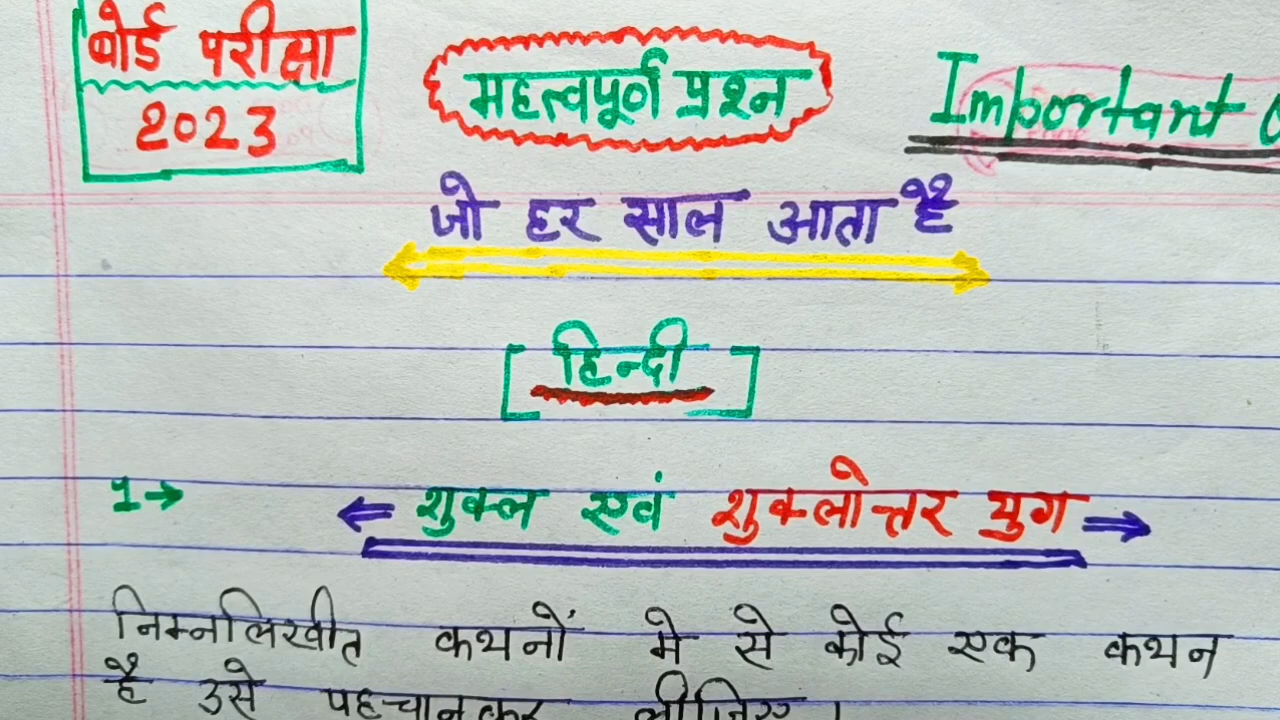 बोर्ड परीक्षा
2023
महत्वपूर्ण प्रश्न
Important
जो हर साल आता है
[हिन्दी]
1→ ← शुक्ल एवं शुक्लोत्तर युग →
निम्नलिखीत कथनों मे से कोई एक कथन
है उसे पहचानकर लीजिए।